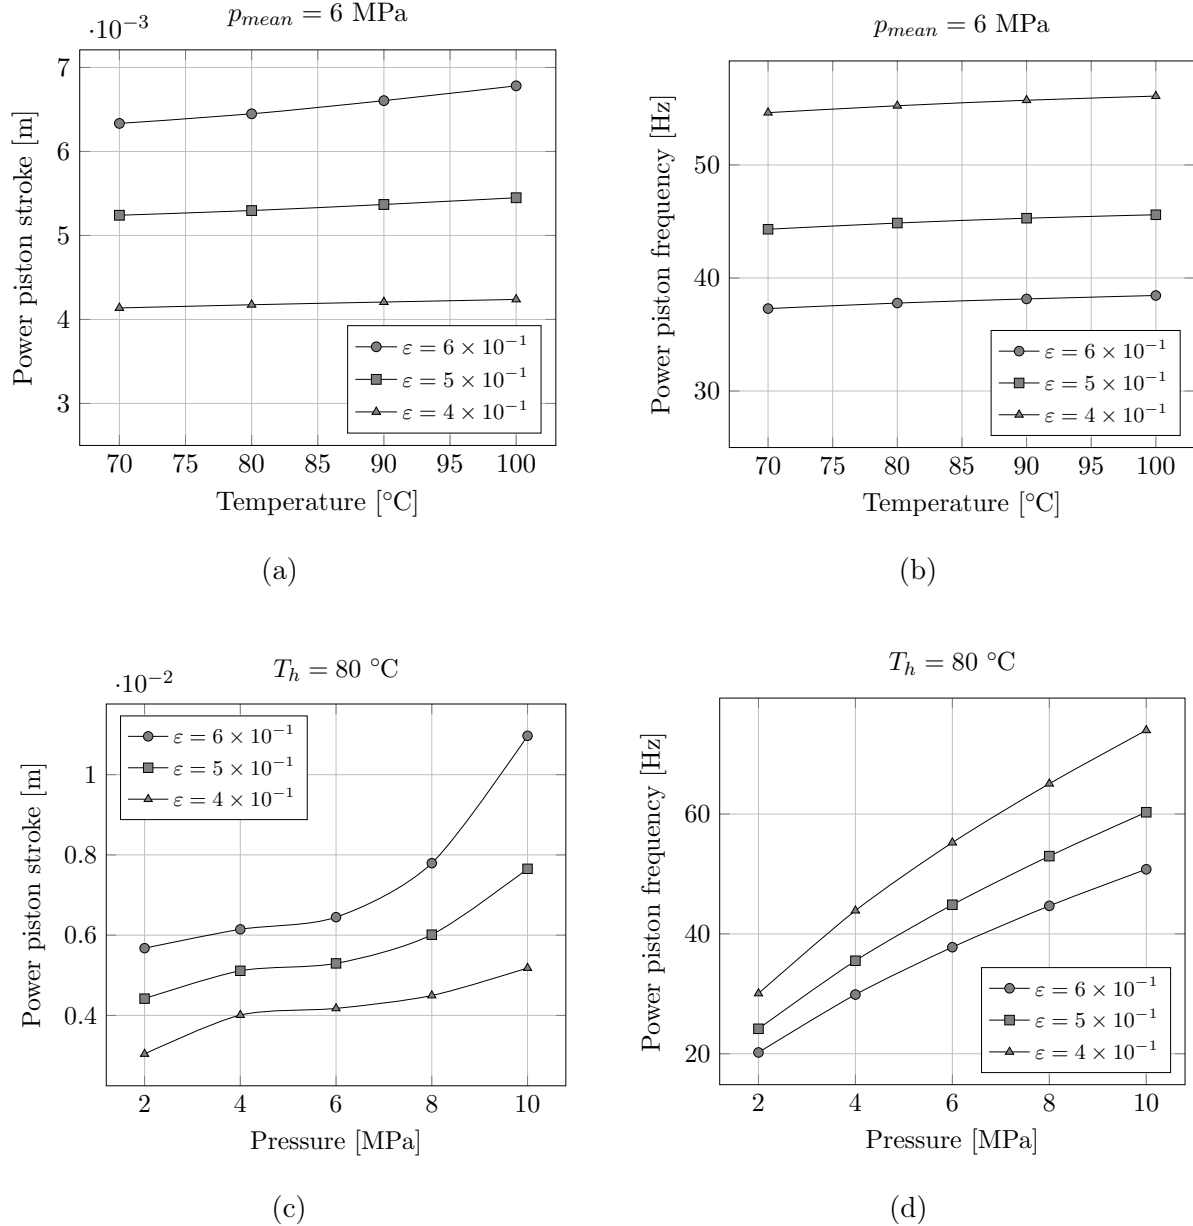 p_mean = 6 MPa
·10⁻³
7
6
5
4
3
Power piston stroke [m]
ε = 6 × 10⁻¹
ε = 5 × 10⁻¹
ε = 4 × 10⁻¹
70 75 80 85 90 95 100
Temperature [°C]
(a)
p_mean = 6 MPa
50
40
30
Power piston frequency [Hz]
ε = 6 × 10⁻¹
ε = 5 × 10⁻¹
ε = 4 × 10⁻¹
70 75 80 85 90 95 100
Temperature [°C]
(b)
T_h = 80 °C
·10⁻²
ε = 6 × 10⁻¹
ε = 5 × 10⁻¹
ε = 4 × 10⁻¹
1
0.8
0.6
0.4
Power piston stroke [m]
2 4 6 8 10
Pressure [MPa]
(c)
T_h = 80 °C
60
40
20
Power piston frequency [Hz]
ε = 6 × 10⁻¹
ε = 5 × 10⁻¹
ε = 4 × 10⁻¹
2 4 6 8 10
Pressure [MPa]
(d)